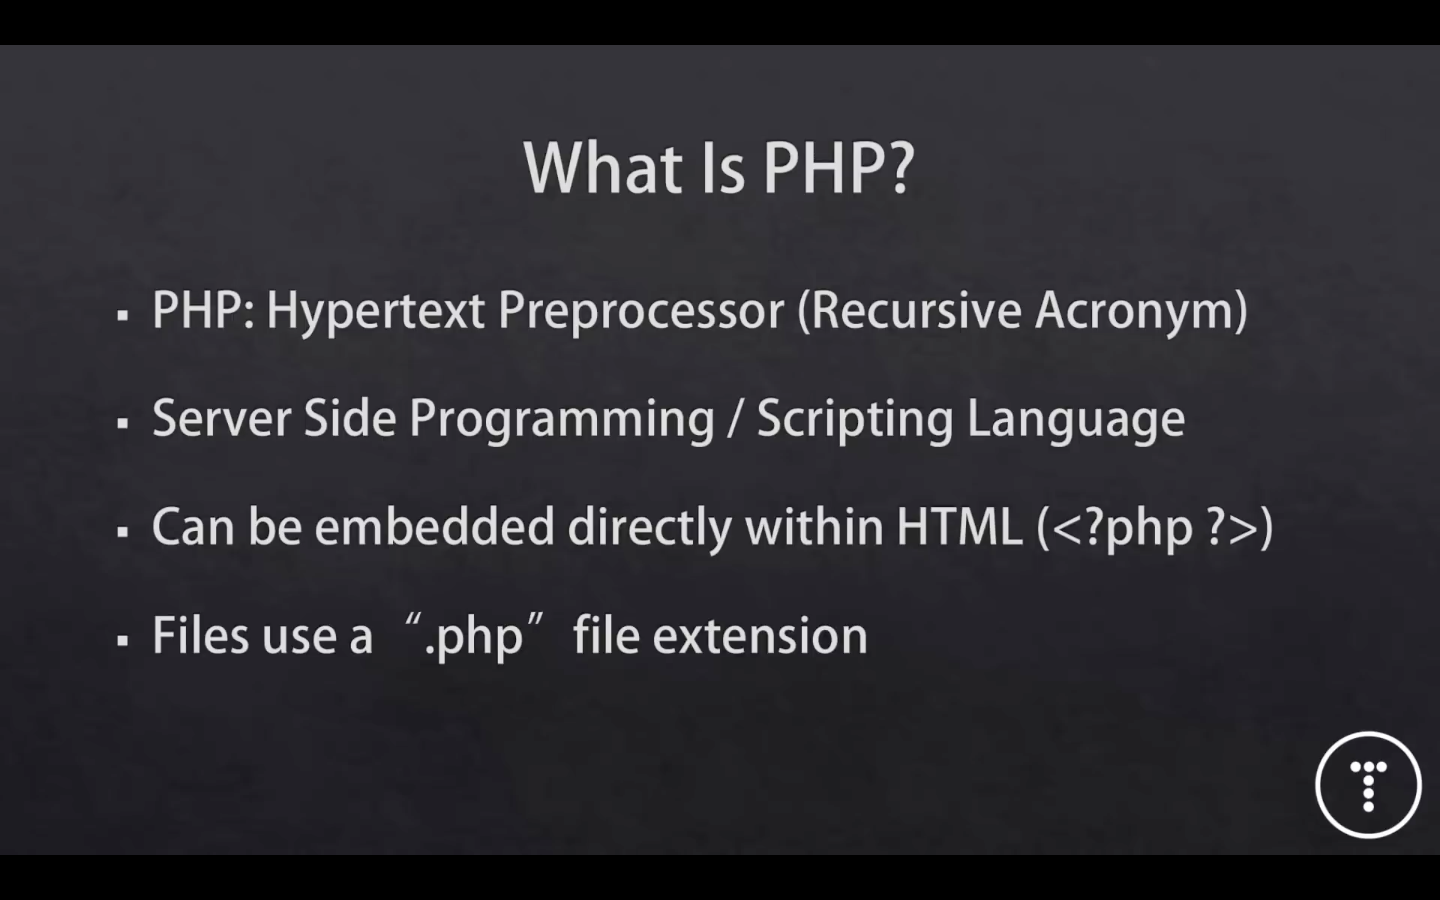 What Is PHP?
▪ PHP: Hypertext Preprocessor (Recursive Acronym)
▪ Server Side Programming / Scripting Language
▪ Can be embedded directly within HTML (<?php ?>)
▪ Files use a “.php” file extension
T